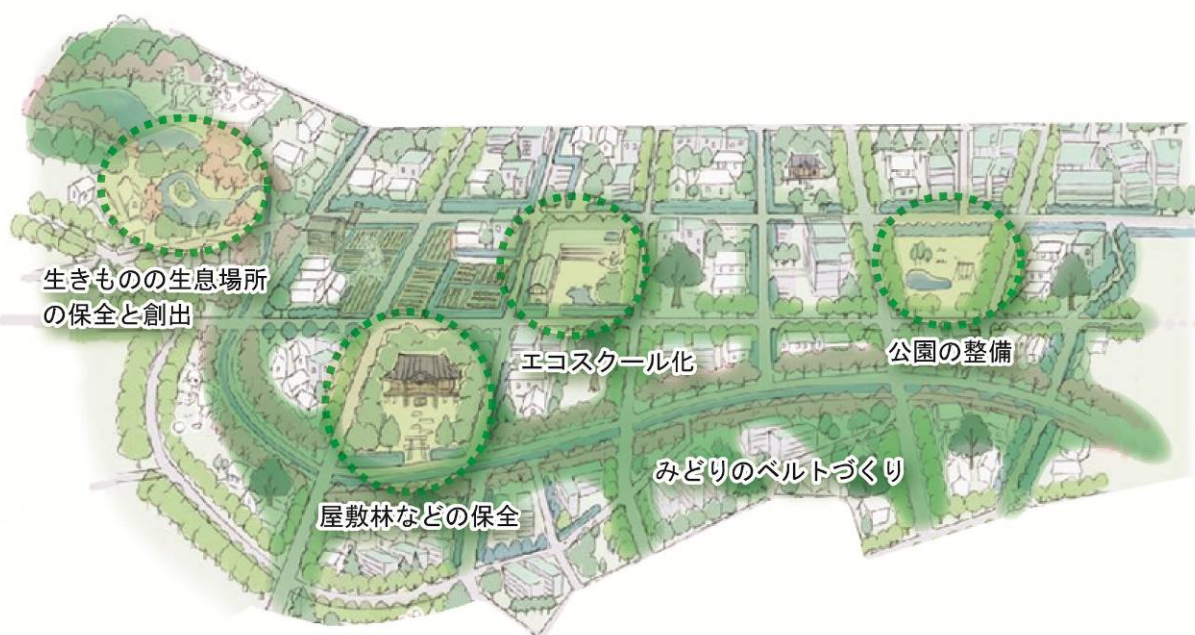 生きものの生息場所
の保全と創出
エコスクール化
公園の整備
みどりのベルトづくり
屋敷林などの保全